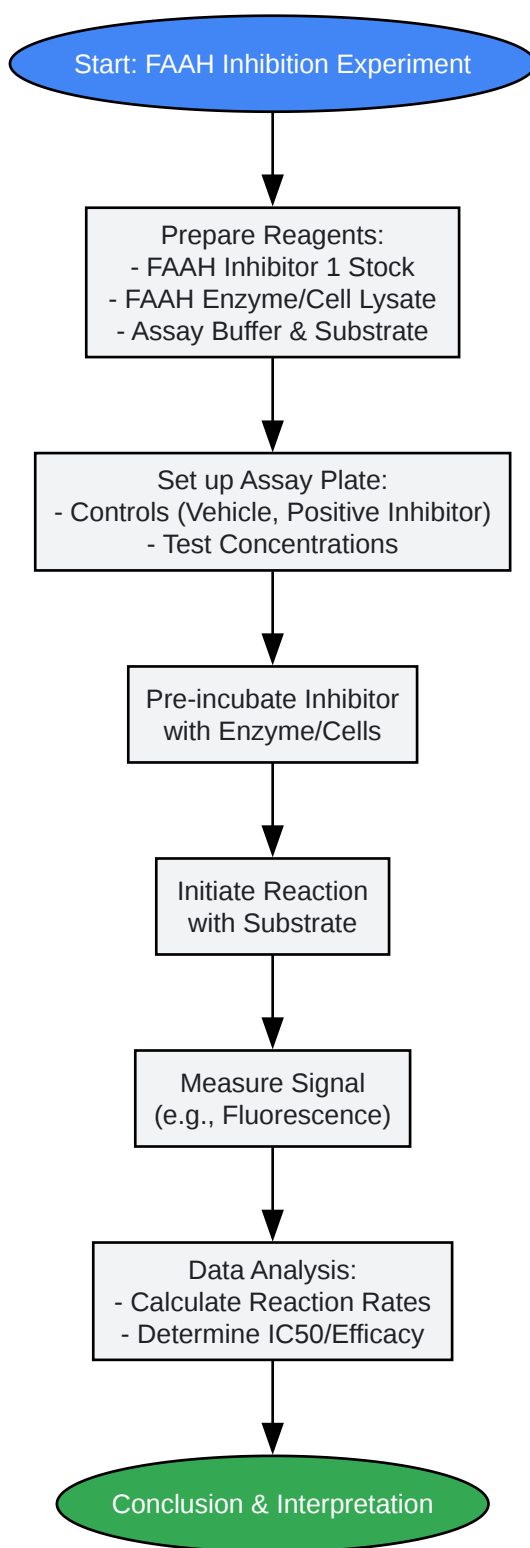 Start: FAAH Inhibition Experiment
Prepare Reagents:
- FAAH Inhibitor 1 Stock
- FAAH Enzyme/Cell Lysate
- Assay Buffer & Substrate
Set up Assay Plate:
- Controls (Vehicle, Positive Inhibitor)
- Test Concentrations
Pre-incubate Inhibitor
with Enzyme/Cells
Initiate Reaction
with Substrate
Measure Signal
(e.g., Fluorescence)
Data Analysis:
- Calculate Reaction Rates
- Determine IC50/Efficacy
Conclusion & Interpretation